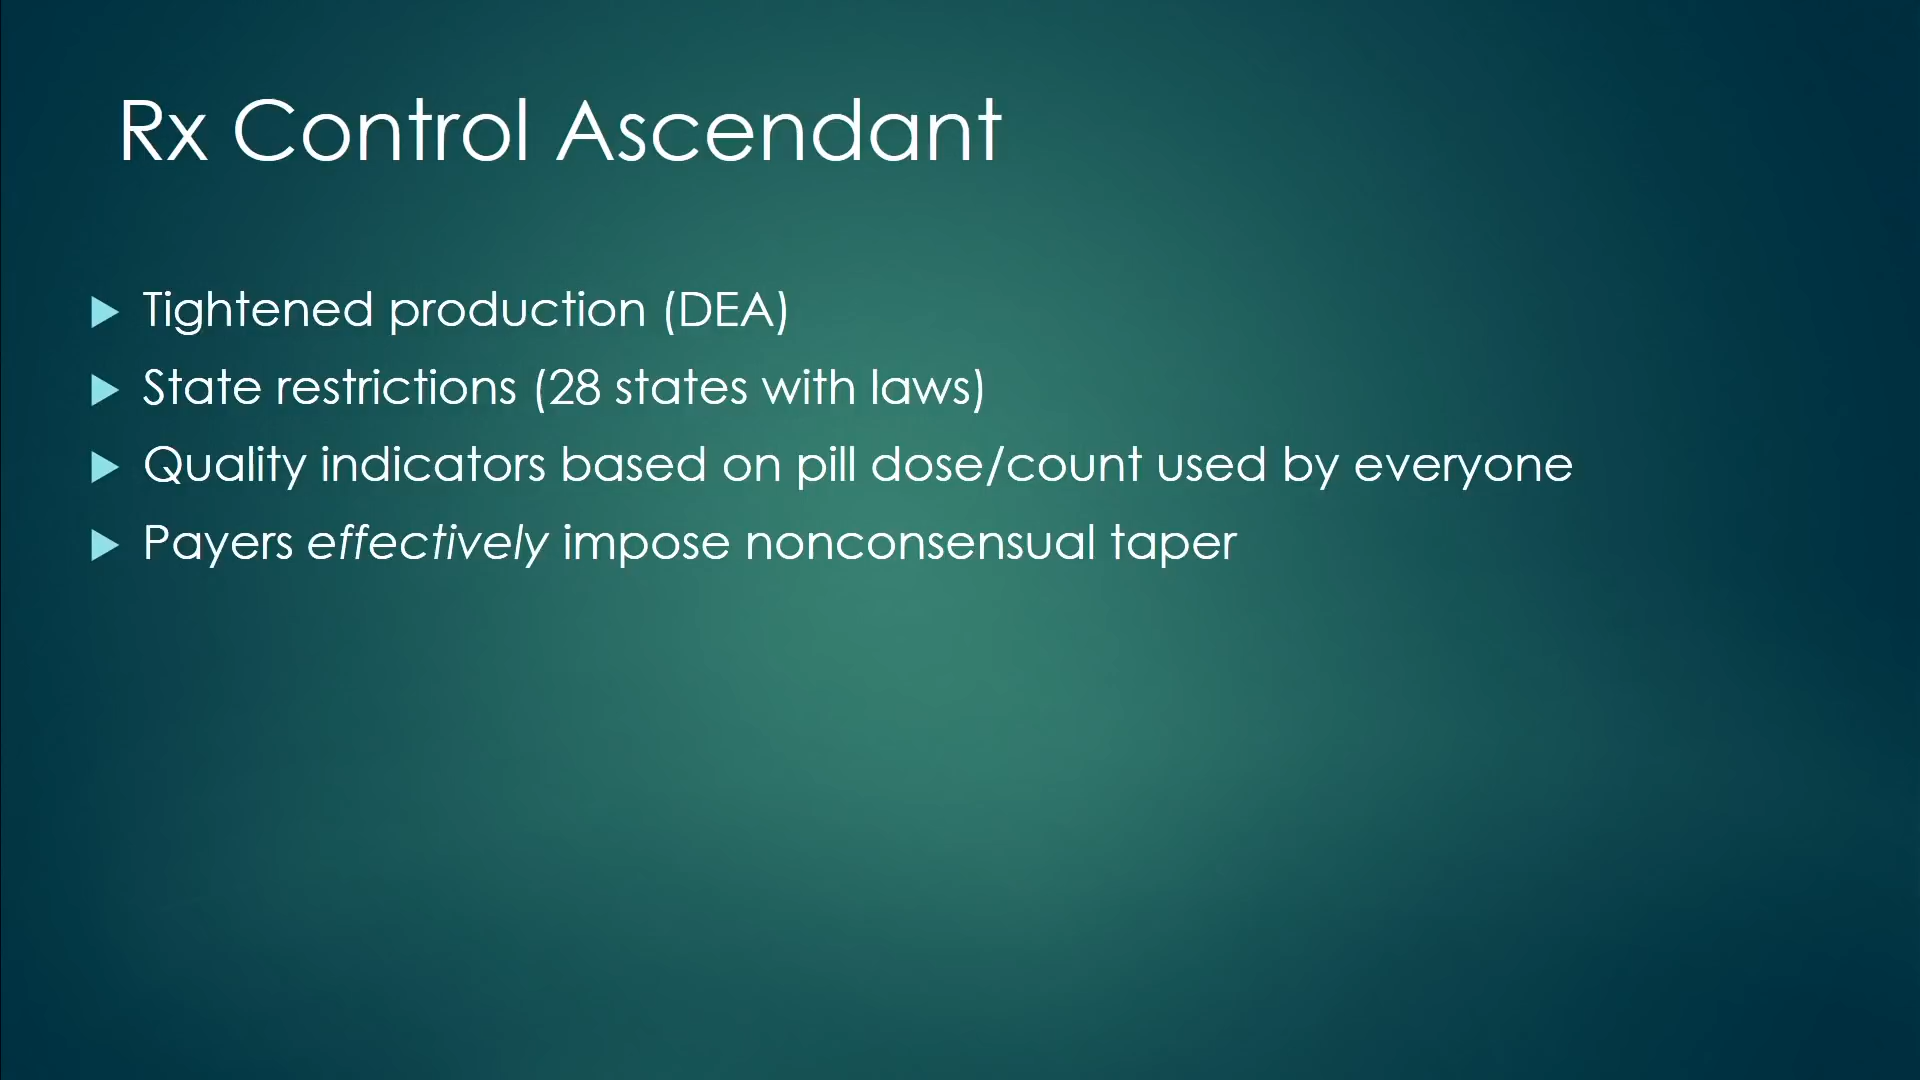 Rx Control Ascendant
Tightened production (DEA)
State restrictions (28 states with laws)
Quality indicators based on pill dose/count used by everyone
Payers effectively impose nonconsensual taper